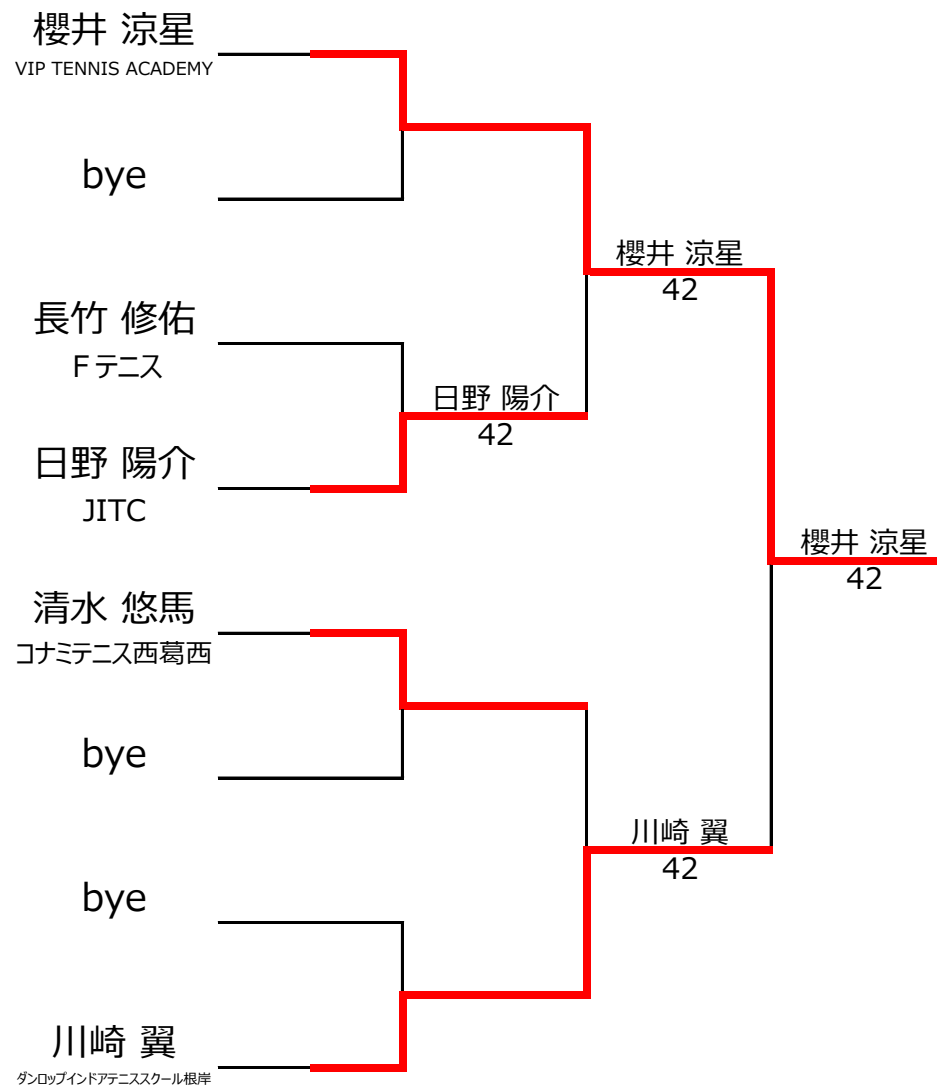 櫻井 涼星
VIP TENNIS ACADEMY
bye
櫻井 涼星
42
長竹 修佑
Fテニス
日野 陽介
42
日野 陽介
JITC
櫻井 涼星
42
清水 悠馬
コナミテニス西葛西
bye
川崎 翼
42
bye
川崎 翼
ダンロップインドアテニススクール根岸